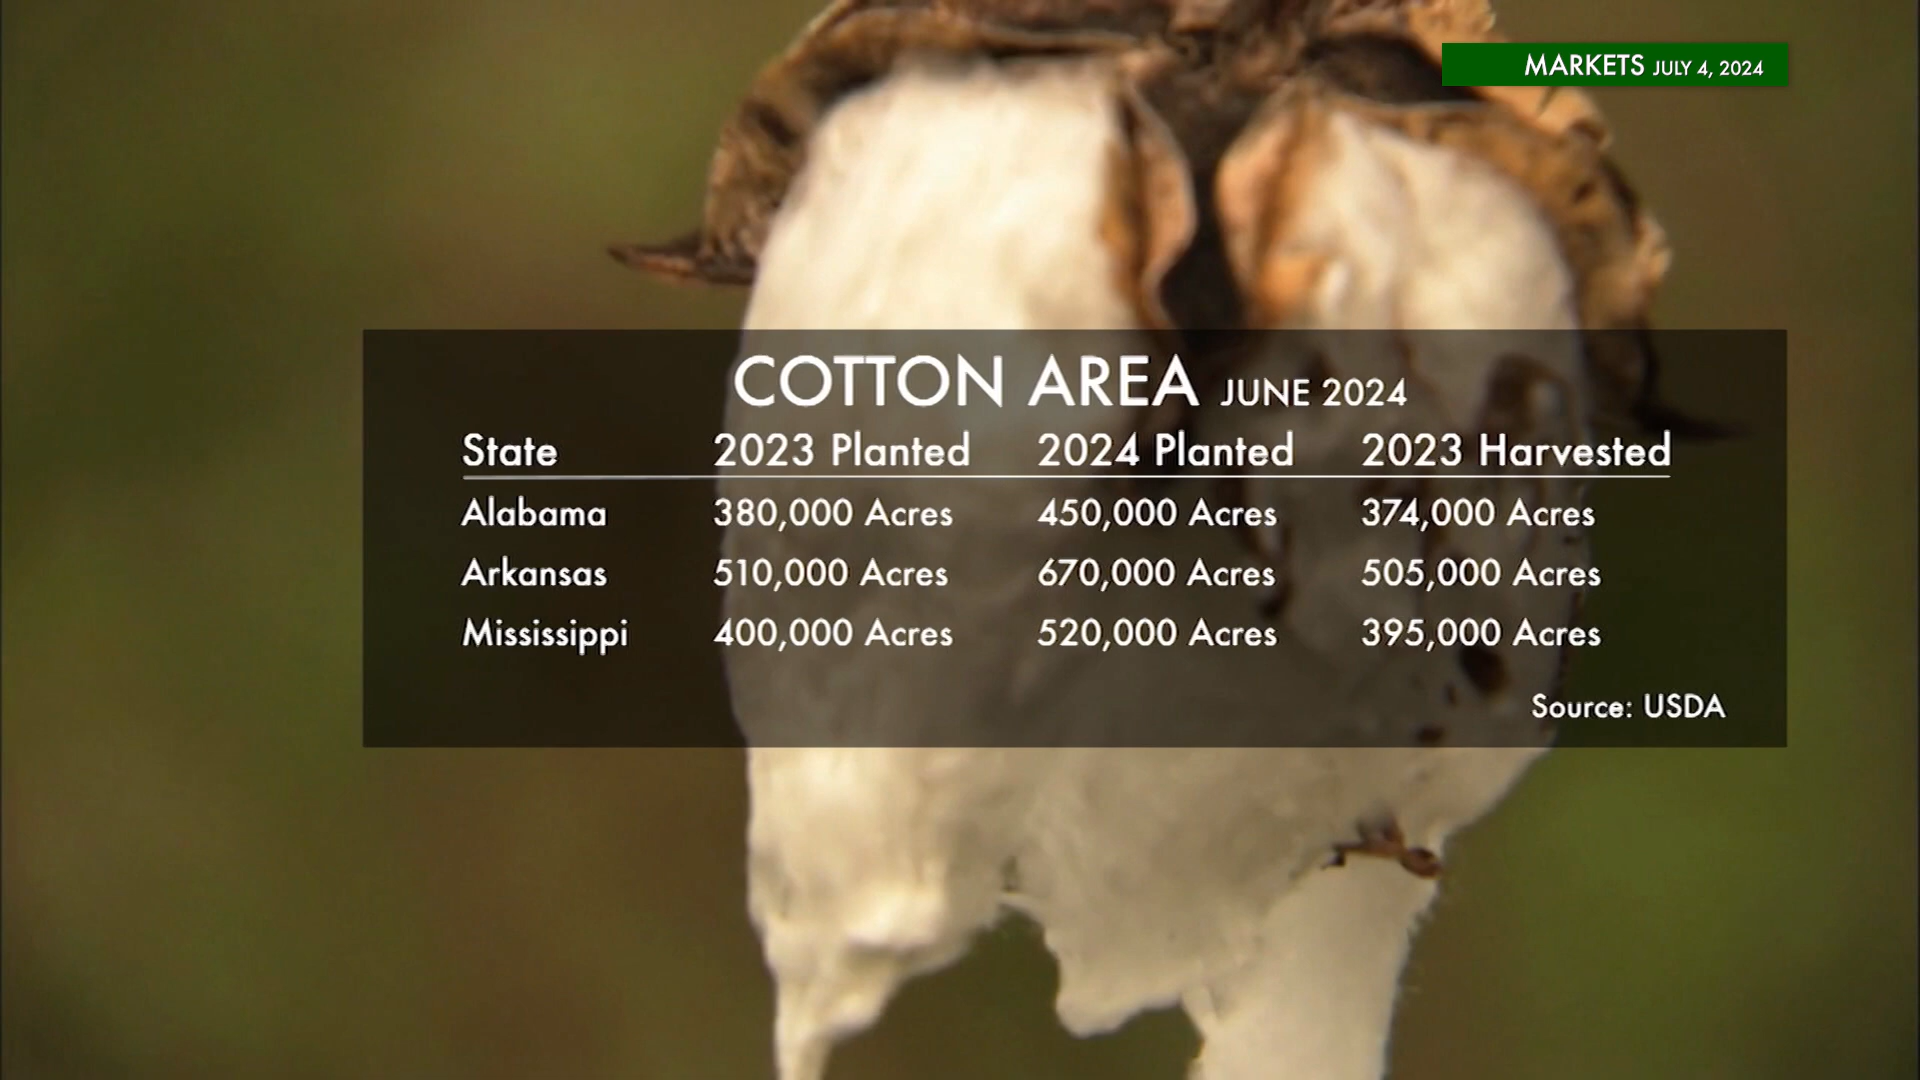 MARKETS JULY 4, 2024
COTTON AREA JUNE 2024
State 2023 Planted 2024 Planted 2023 Harvested
Alabama 380,000 Acres 450,000 Acres 374,000 Acres
Arkansas 510,000 Acres 670,000 Acres 505,000 Acres
Mississippi 400,000 Acres 520,000 Acres 395,000 Acres
Source: USDA